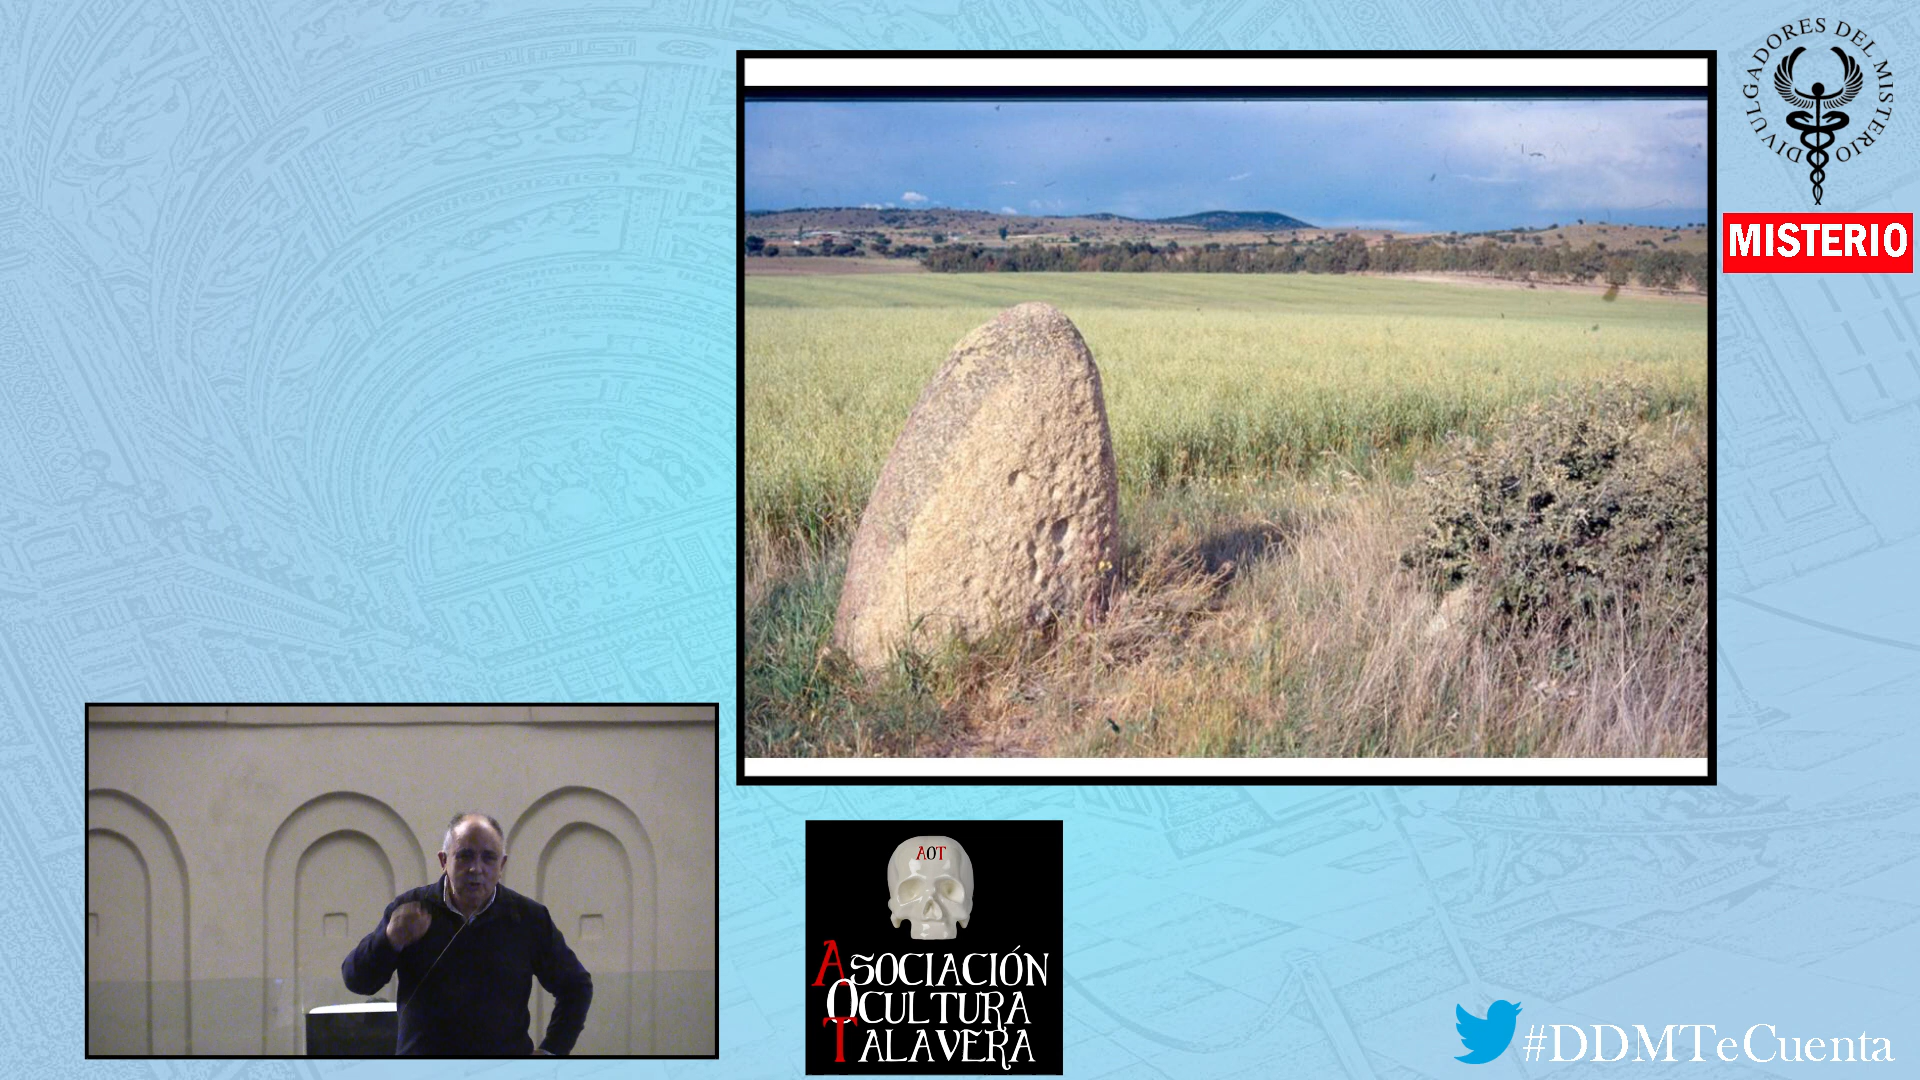 DIVULGADORES DEL MISTERIO
MISTERIO
AOT
ASOCIACIÓN
OCULTURA
TALAVERA
#DDMTeCuenta